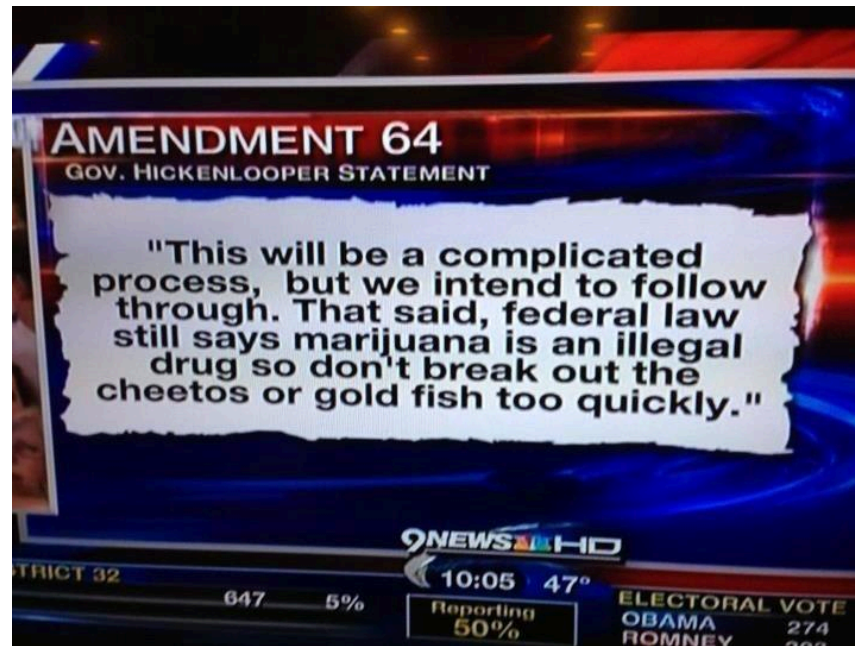 AMENDMENT 64
GOV. HICKENLOOPER STATEMENT
"This will be a complicated
process, but we intend to follow
through. That said, federal law
still says marijuana is an illegal
drug so don't break out the
cheetos or gold fish too quickly."
9NEWS HD
TRICT 32
10:05 47°
647 5%
Reporting
50%
ELECTORAL VOTE
OBAMA 274
ROMNEY